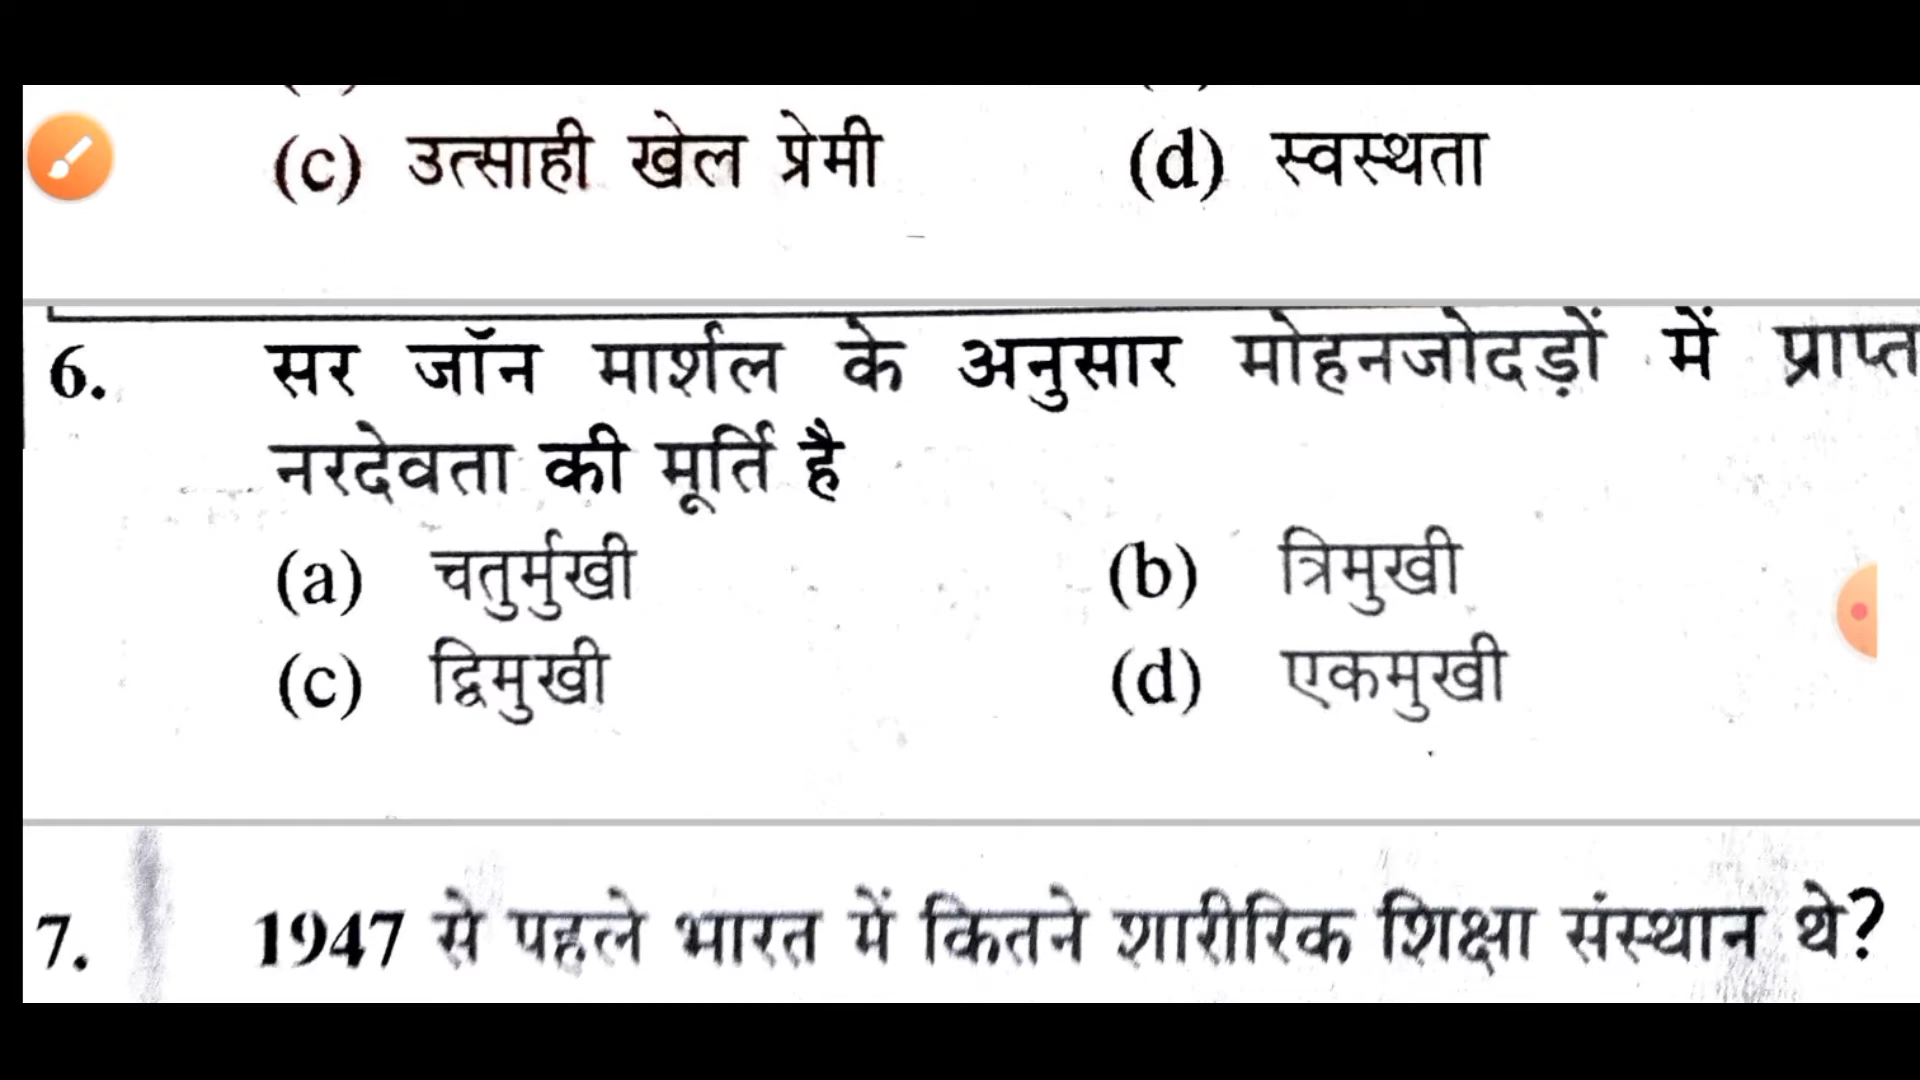 (c) उत्साही खेल प्रेमी (d) स्वस्थता
6. सर जॉन मार्शल के अनुसार मोहनजोदड़ों में प्राप्त
नरदेवता की मूर्ति है
(a) चतुर्मुखी (b) त्रिमुखी
(c) द्विमुखी (d) एकमुखी
7. 1947 से पहले भारत में कितने शारीरिक शिक्षा संस्थान थे?